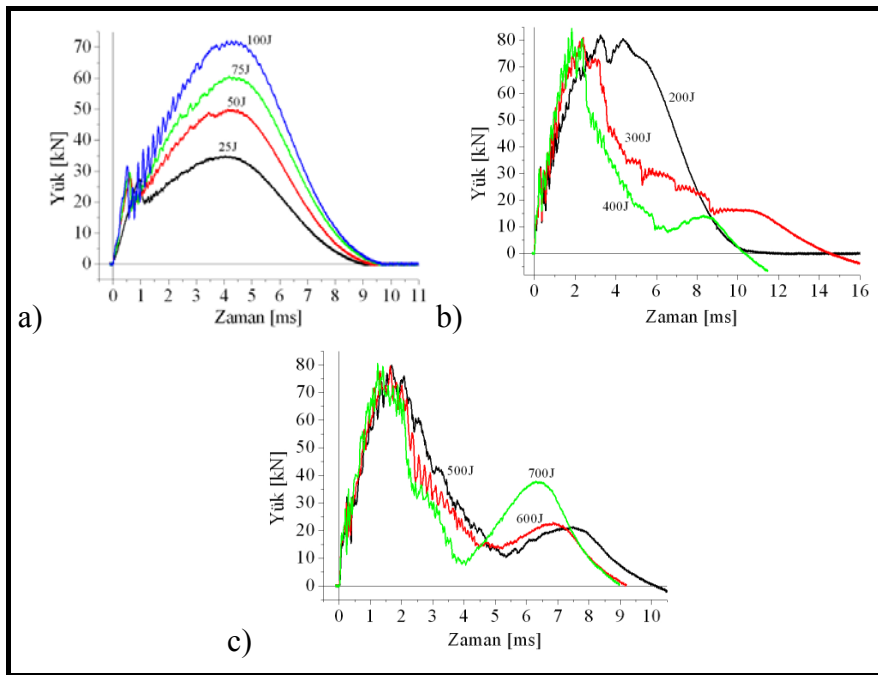 100J
75J
50J
25J
Yük [kN]
80
70
60
50
40
30
20
10
0
0 1 2 3 4 5 6 7 8 9 10 11
Zaman [ms]
a)
200J
300J
400J
Yük [kN]
80
70
60
50
40
30
20
10
0
0 2 4 6 8 10 12 14 16
Zaman [ms]
b)
500J
700J
600J
Yük [kN]
80
70
60
50
40
30
20
10
0
0 1 2 3 4 5 6 7 8 9 10
Zaman [ms]
c)